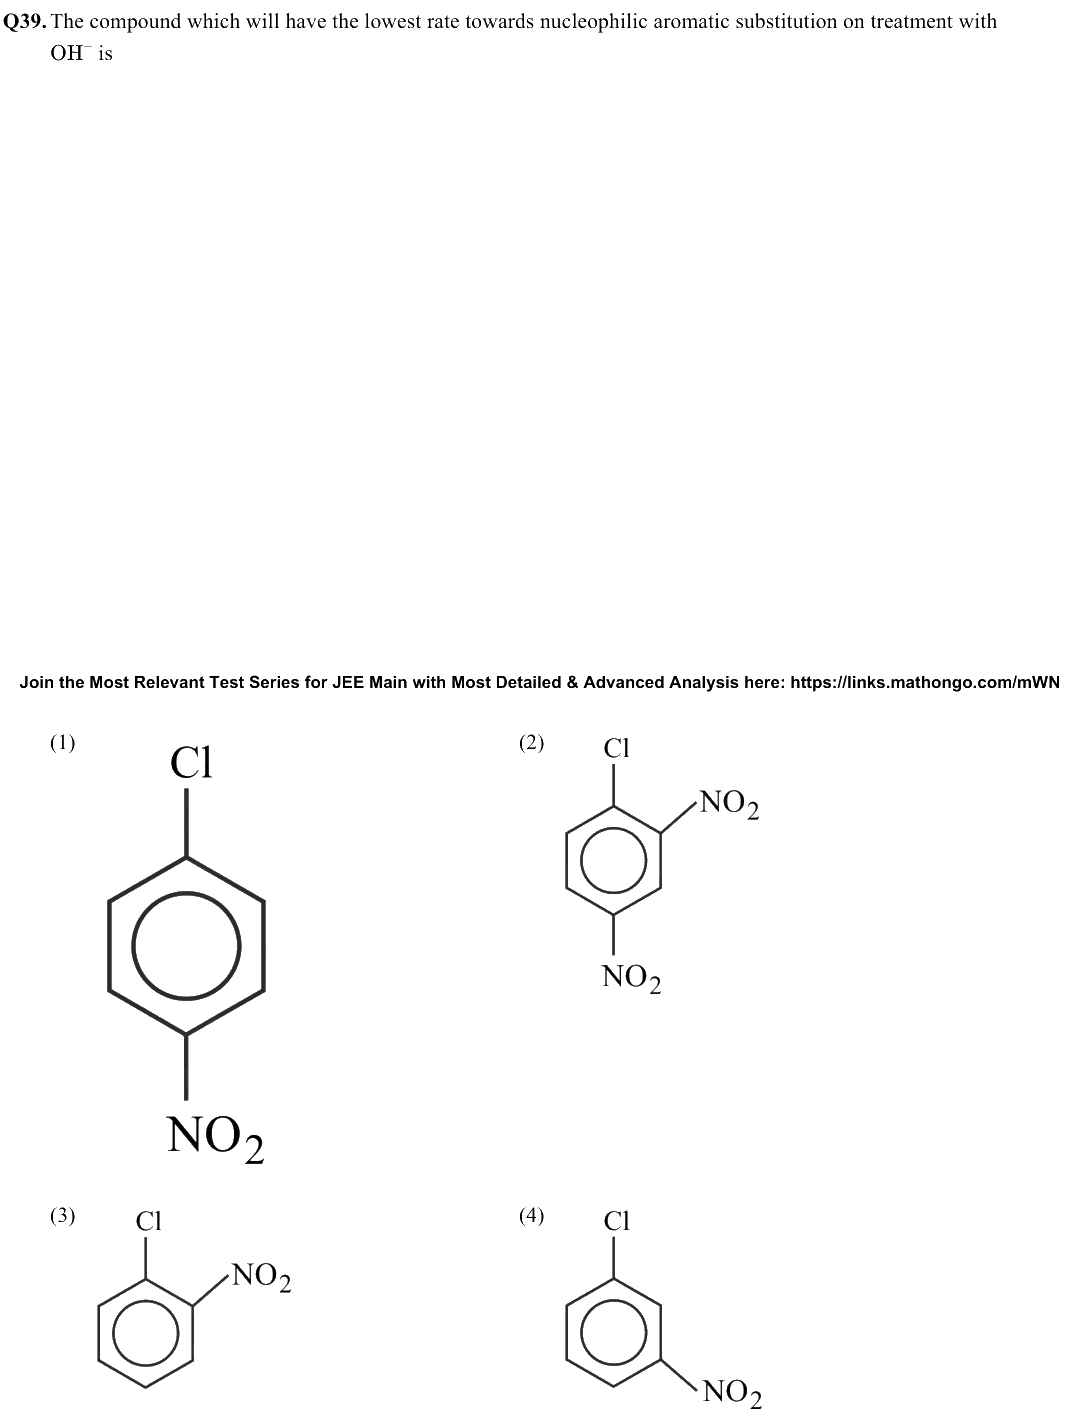 Q39. The compound which will have the lowest rate towards nucleophilic aromatic substitution on treatment with
OH⁻ is
Join the Most Relevant Test Series for JEE Main with Most Detailed & Advanced Analysis here: https://links.mathongo.com/mWN
(1)
Cl
NO₂
(2)
Cl
NO₂
NO₂
(3)
Cl
NO₂
(4)
Cl
NO₂